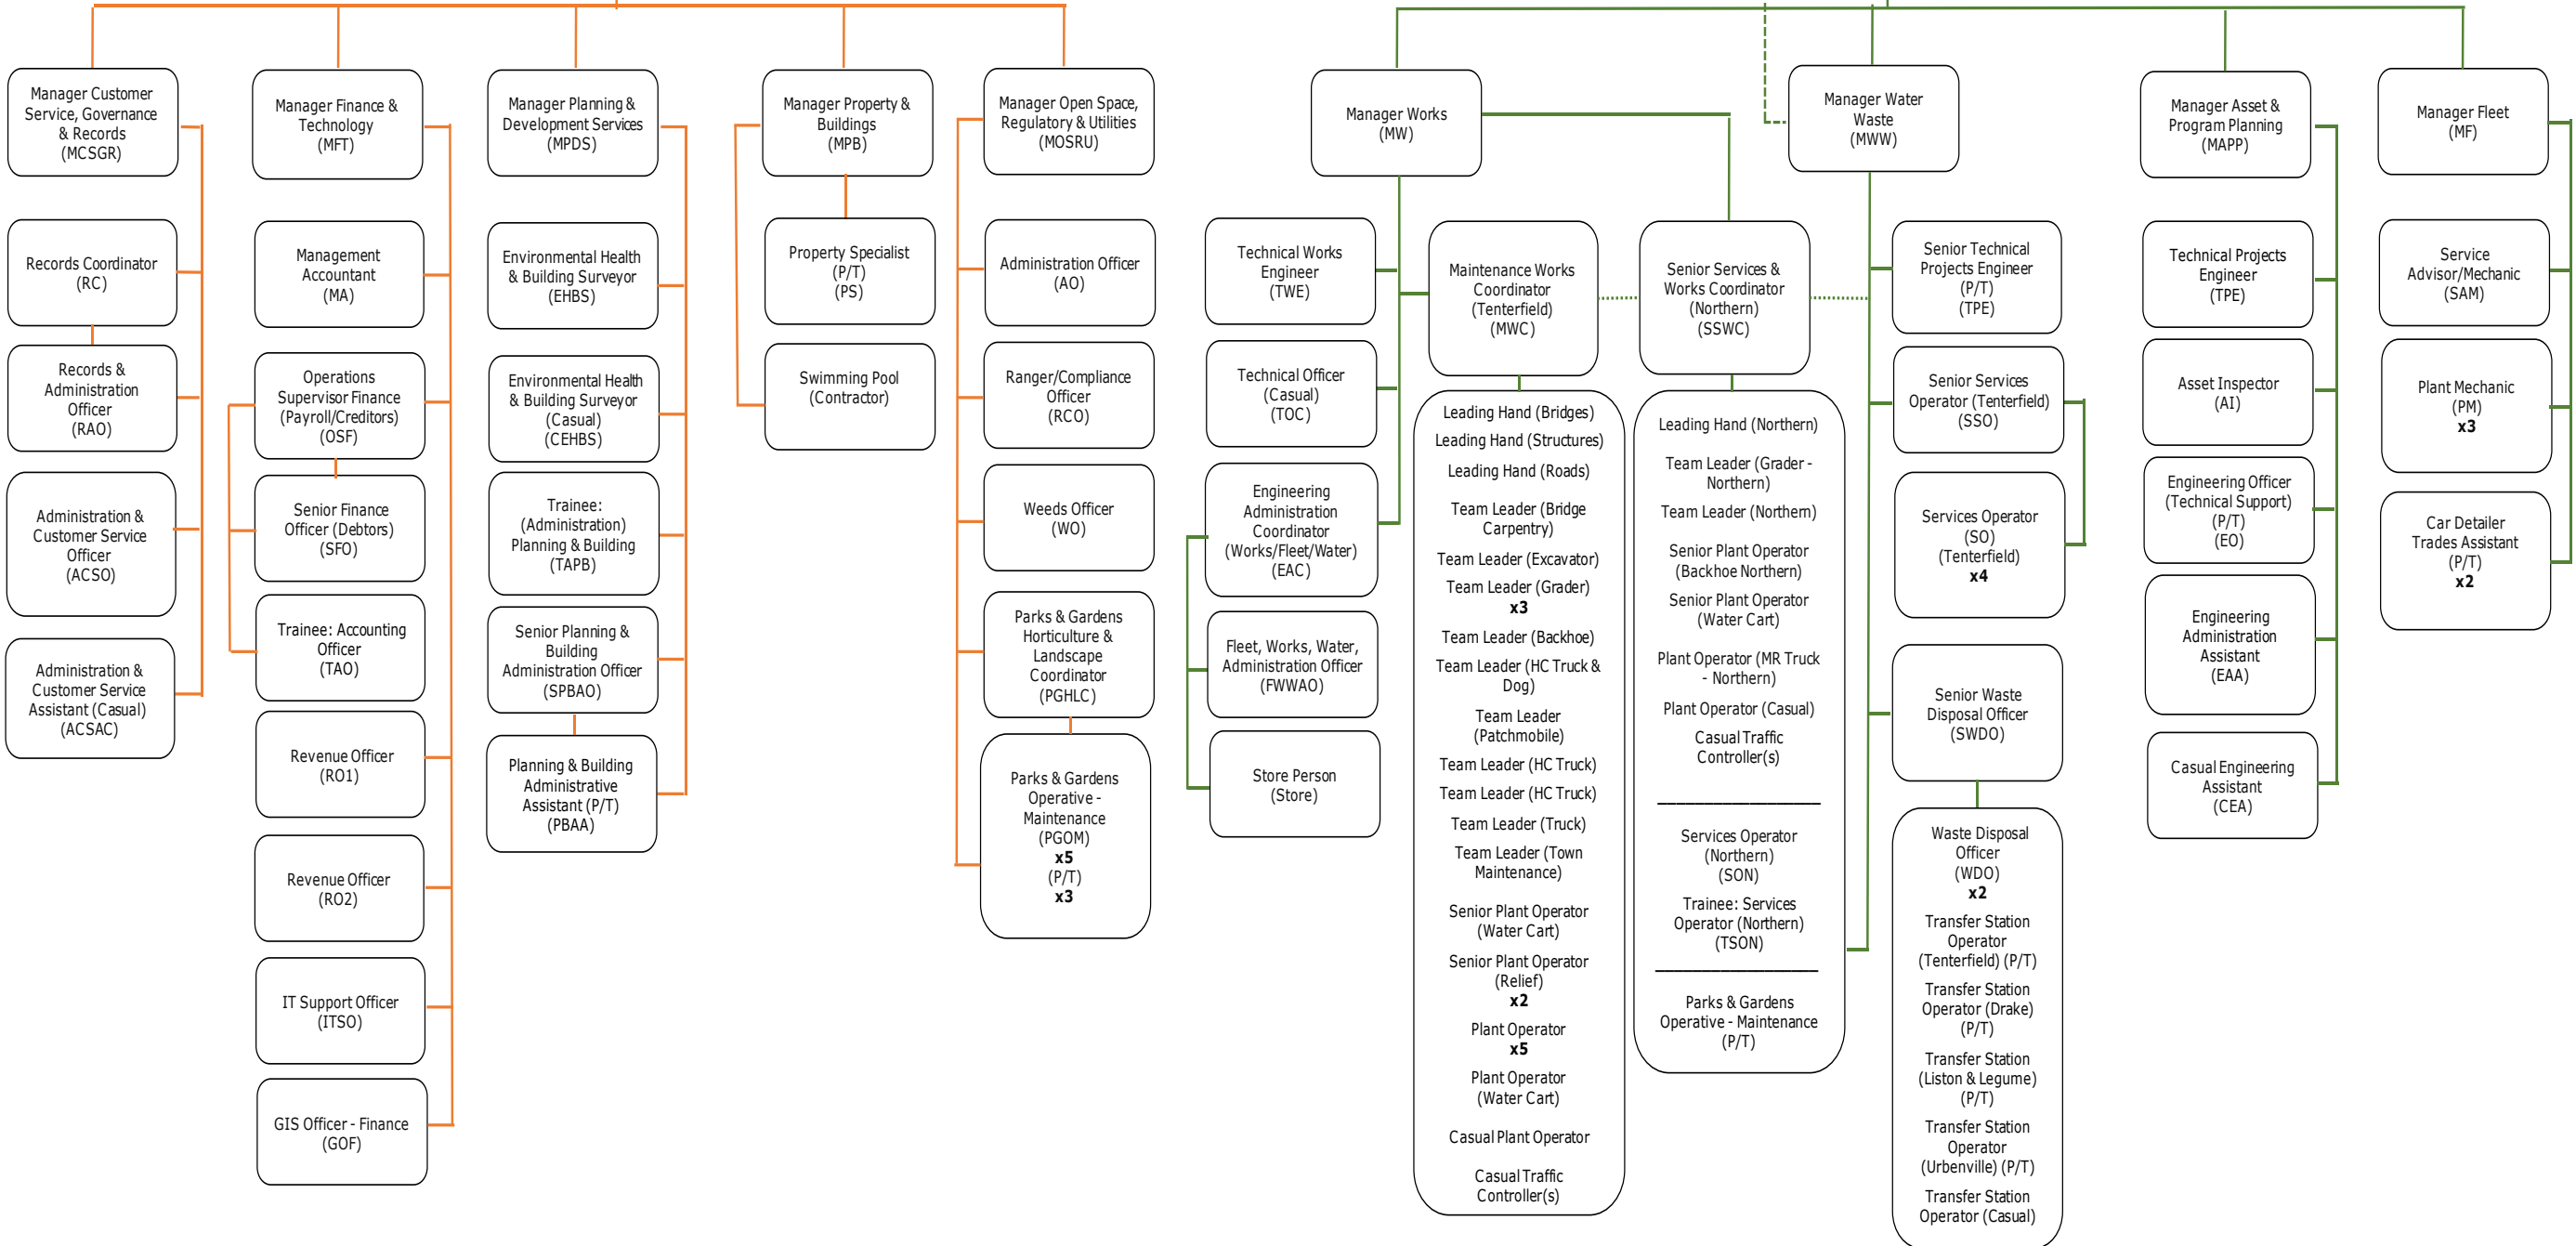 Manager Customer
Service, Governance
& Records
(MCSGR)
Records Coordinator
(RC)
Records &
Administration
Officer
(RAO)
Administration &
Customer Service
Officer
(ACSO)
Administration &
Customer Service
Assistant (Casual)
(ACSAC)
Manager Finance &
Technology
(MFT)
Management
Accountant
(MA)
Operations
Supervisor Finance
(Payroll/Creditors)
(OSF)
Senior Finance
Officer (Debtors)
(SFO)
Trainee: Accounting
Officer
(TAO)
Revenue Officer
(RO1)
Revenue Officer
(RO2)
IT Support Officer
(ITSO)
GIS Officer - Finance
(GOF)
Manager Planning &
Development Services
(MPDS)
Environmental Health
& Building Surveyor
(EHBS)
Environmental Health
& Building Surveyor
(Casual)
(CEHBS)
Trainee:
(Administration)
Planning & Building
(TAPB)
Senior Planning &
Building
Administration Officer
(SPBAO)
Planning & Building
Administrative
Assistant (P/T)
(PBAA)
Manager Property &
Buildings
(MPB)
Property Specialist
(P/T)
(PS)
Swimming Pool
(Contractor)
Manager Open Space,
Regulatory & Utilities
(MOSRU)
Administration Officer
(AO)
Ranger/Compliance
Officer
(RCO)
Weeds Officer
(WO)
Parks & Gardens
Horticulture &
Landscape
Coordinator
(PGHLC)
Parks & Gardens
Operative -
Maintenance
(PGOM)
x5
(P/T)
x3
Manager Works
(MW)
Technical Works
Engineer
(TWE)
Technical Officer
(Casual)
(TOC)
Engineering
Administration
Coordinator
(Works/Fleet/Water)
(EAC)
Fleet, Works, Water,
Administration Officer
(FWWAO)
Store Person
(Store)
Maintenance Works
Coordinator
(Tenterfield)
(MWC)
Leading Hand (Bridges)
Leading Hand (Structures)
Leading Hand (Roads)
Team Leader (Bridge
Carpentry)
Team Leader (Excavator)
Team Leader (Grader)
x3
Team Leader (Backhoe)
Team Leader (HC Truck &
Dog)
Team Leader
(Patchmobile)
Team Leader (HC Truck)
Team Leader (HC Truck)
Team Leader (Truck)
Team Leader (Town
Maintenance)
Senior Plant Operator
(Water Cart)
Senior Plant Operator
(Relief)
x2
Plant Operator
x5
Plant Operator
(Water Cart)
Casual Plant Operator
Casual Traffic
Controller(s)
Senior Services &
Works Coordinator
(Northern)
(SSWC)
Leading Hand (Northern)
Team Leader (Grader -
Northern)
Team Leader (Northern)
Senior Plant Operator
(Backhoe Northern)
Senior Plant Operator
(Water Cart)
Plant Operator (MR Truck
- Northern)
Plant Operator (Casual)
Casual Traffic
Controller(s)
Services Operator
(Northern)
(SON)
Trainee: Services
Operator (Northern)
(TSON)
Parks & Gardens
Operative - Maintenance
(P/T)
Manager Water
Waste
(MWW)
Senior Technical
Projects Engineer
(P/T)
(TPE)
Senior Services
Operator (Tenterfield)
(SSO)
Services Operator
(SO)
(Tenterfield)
x4
Senior Waste
Disposal Officer
(SWDO)
Waste Disposal
Officer
(WDO)
x2
Transfer Station
Operator
(Tenterfield) (P/T)
Transfer Station
Operator (Drake)
(P/T)
Transfer Station
(Liston & Legume)
(P/T)
Transfer Station
Operator
(Urbenville) (P/T)
Transfer Station
Operator (Casual)
Manager Asset &
Program Planning
(MAPP)
Technical Projects
Engineer
(TPE)
Asset Inspector
(AI)
Engineering Officer
(Technical Support)
(P/T)
(EO)
Engineering
Administration
Assistant
(EAA)
Casual Engineering
Assistant
(CEA)
Manager Fleet
(MF)
Service
Advisor/Mechanic
(SAM)
Plant Mechanic
(PM)
x3
Car Detailer
Trades Assistant
(P/T)
x2